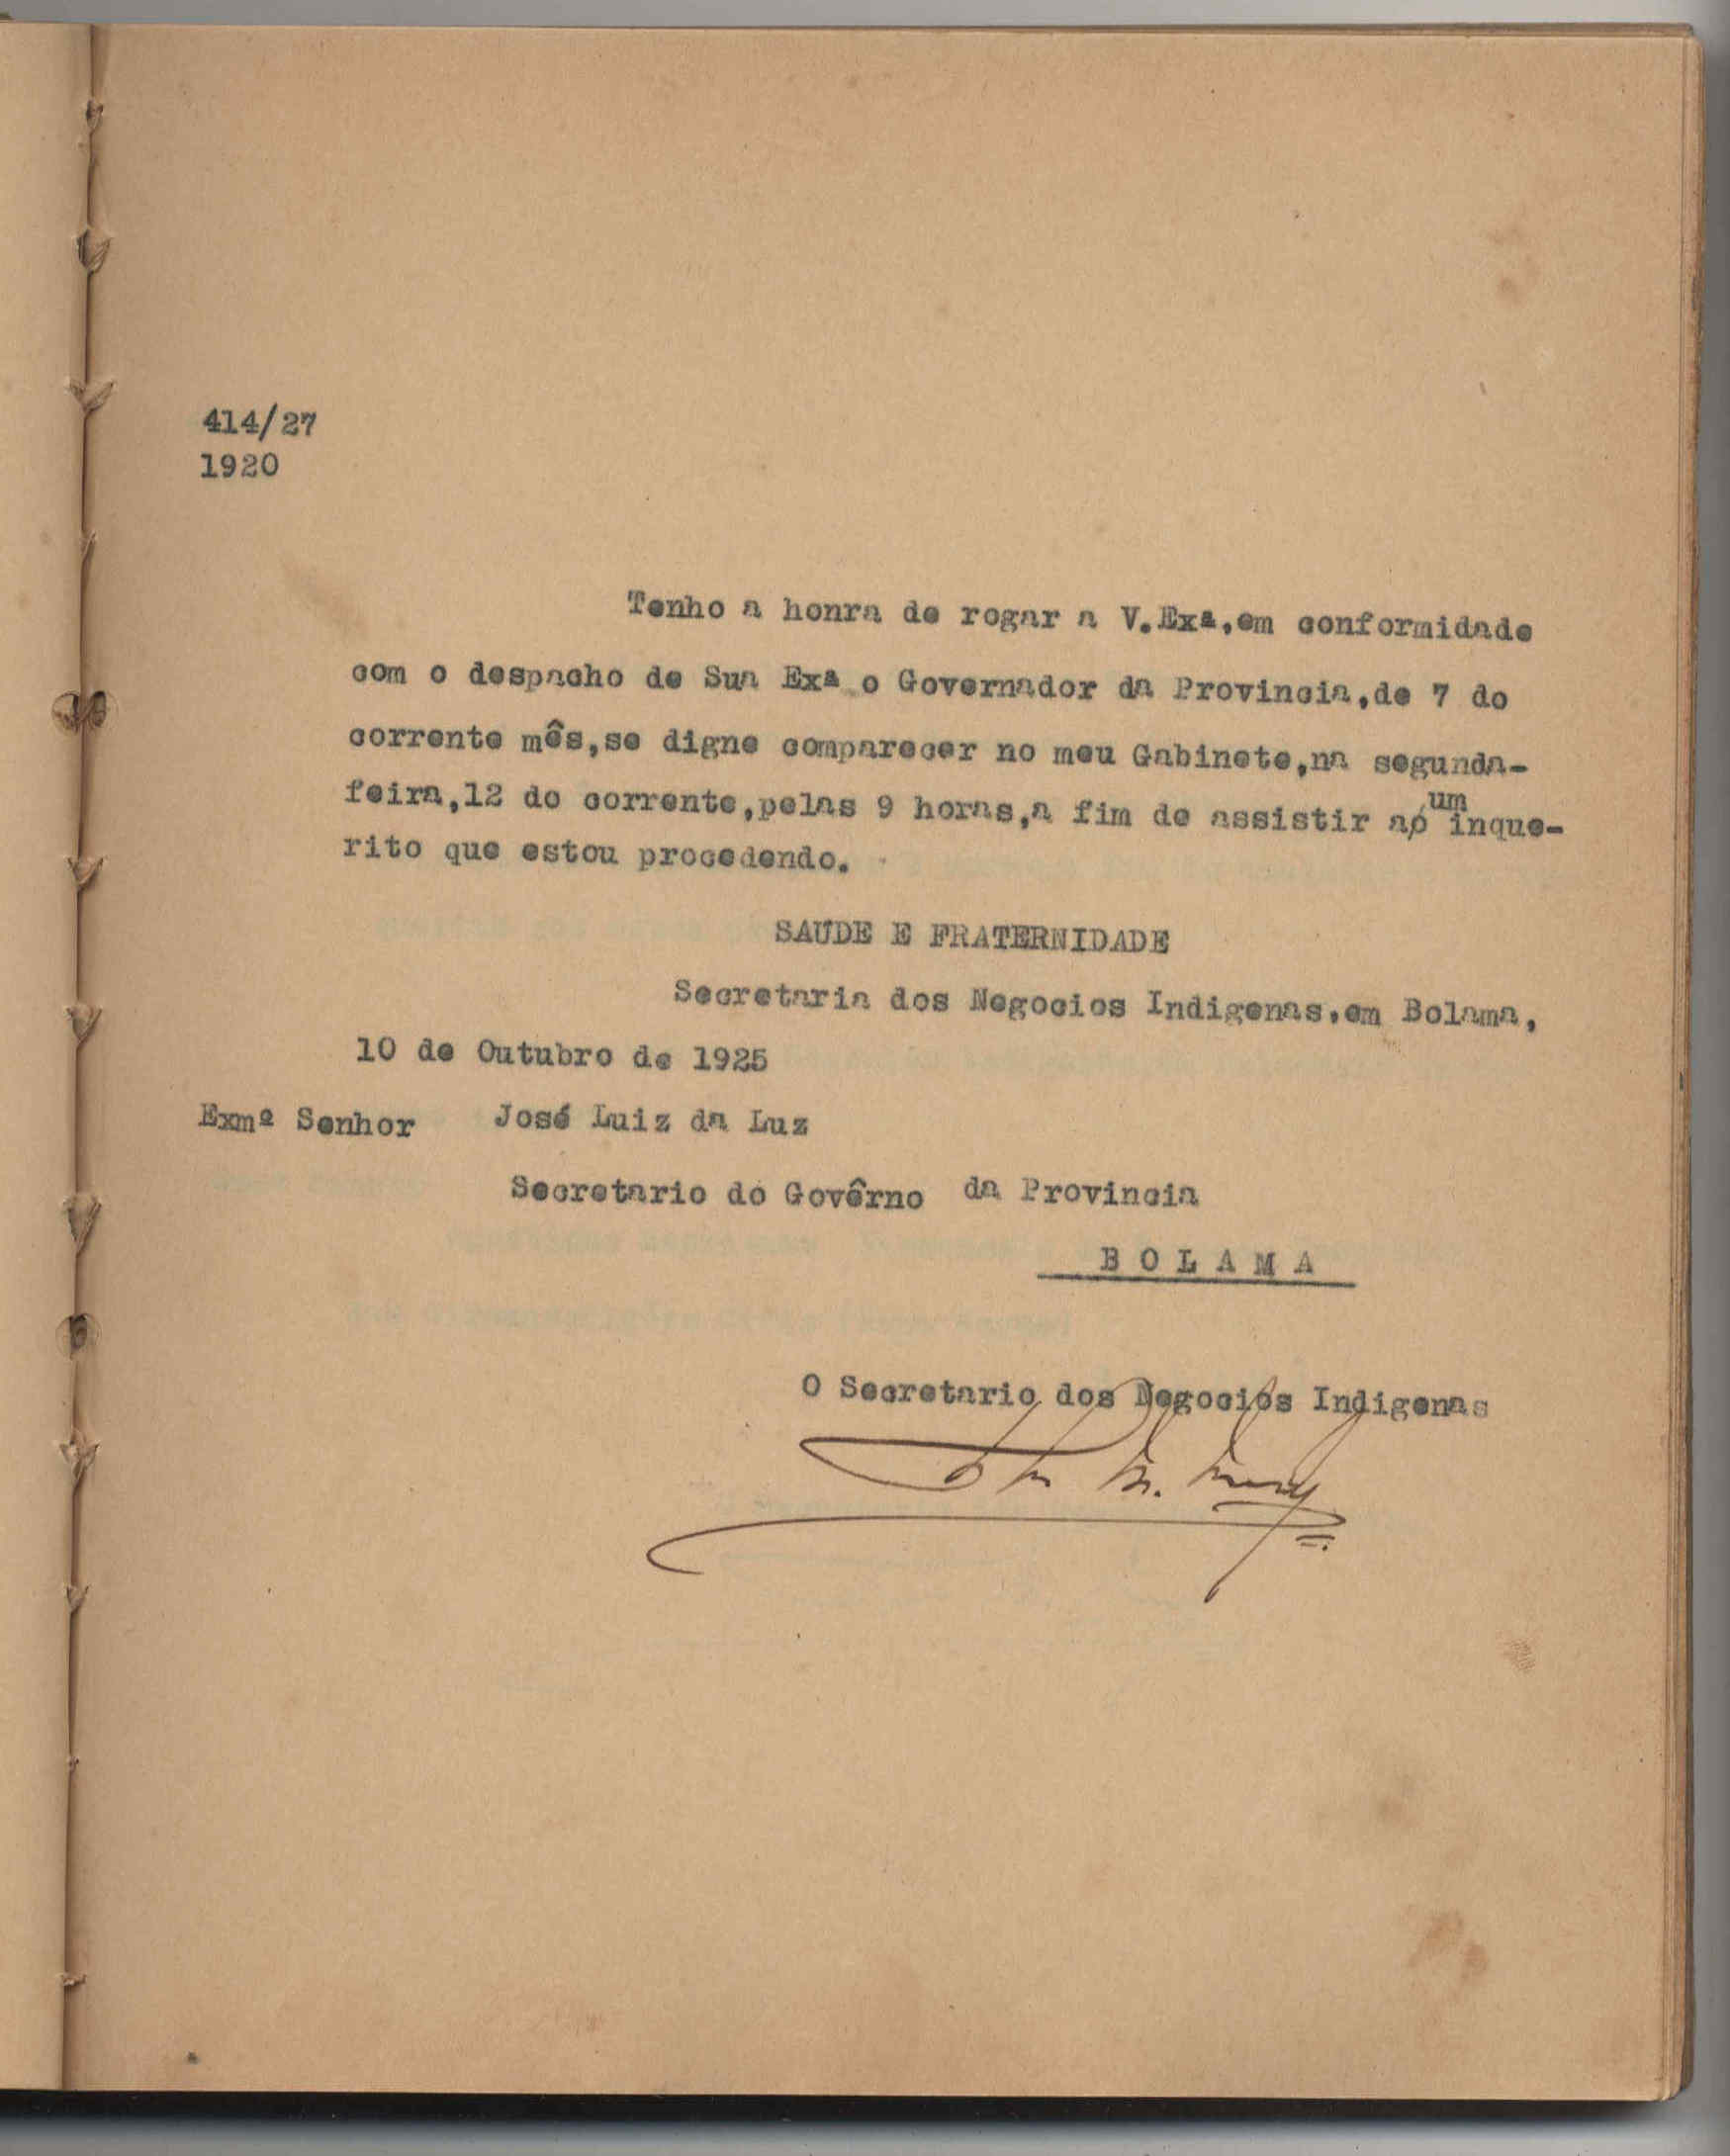 414/27
1920
Tenho a honra de rogar a V.Exª,em conformidade
com o despacho de Sua Exª o Governador da Provincia,de 7 do
corrente mês,se digne comparecer no meu Gabinete,na segunda-
feira,12 do corrente,pelas 9 horas,a fim de assistir ao um inque-
rito que estou procedendo.
SAUDE E FRATERNIDADE
Secretaria dos Negocios Indigenas,em Bolama,
10 de Outubro de 1925
Exmº Senhor José Luiz da Luz
Secretario do Govêrno da Provincia
BOLAMA
O Secretario dos Negocios Indigenas